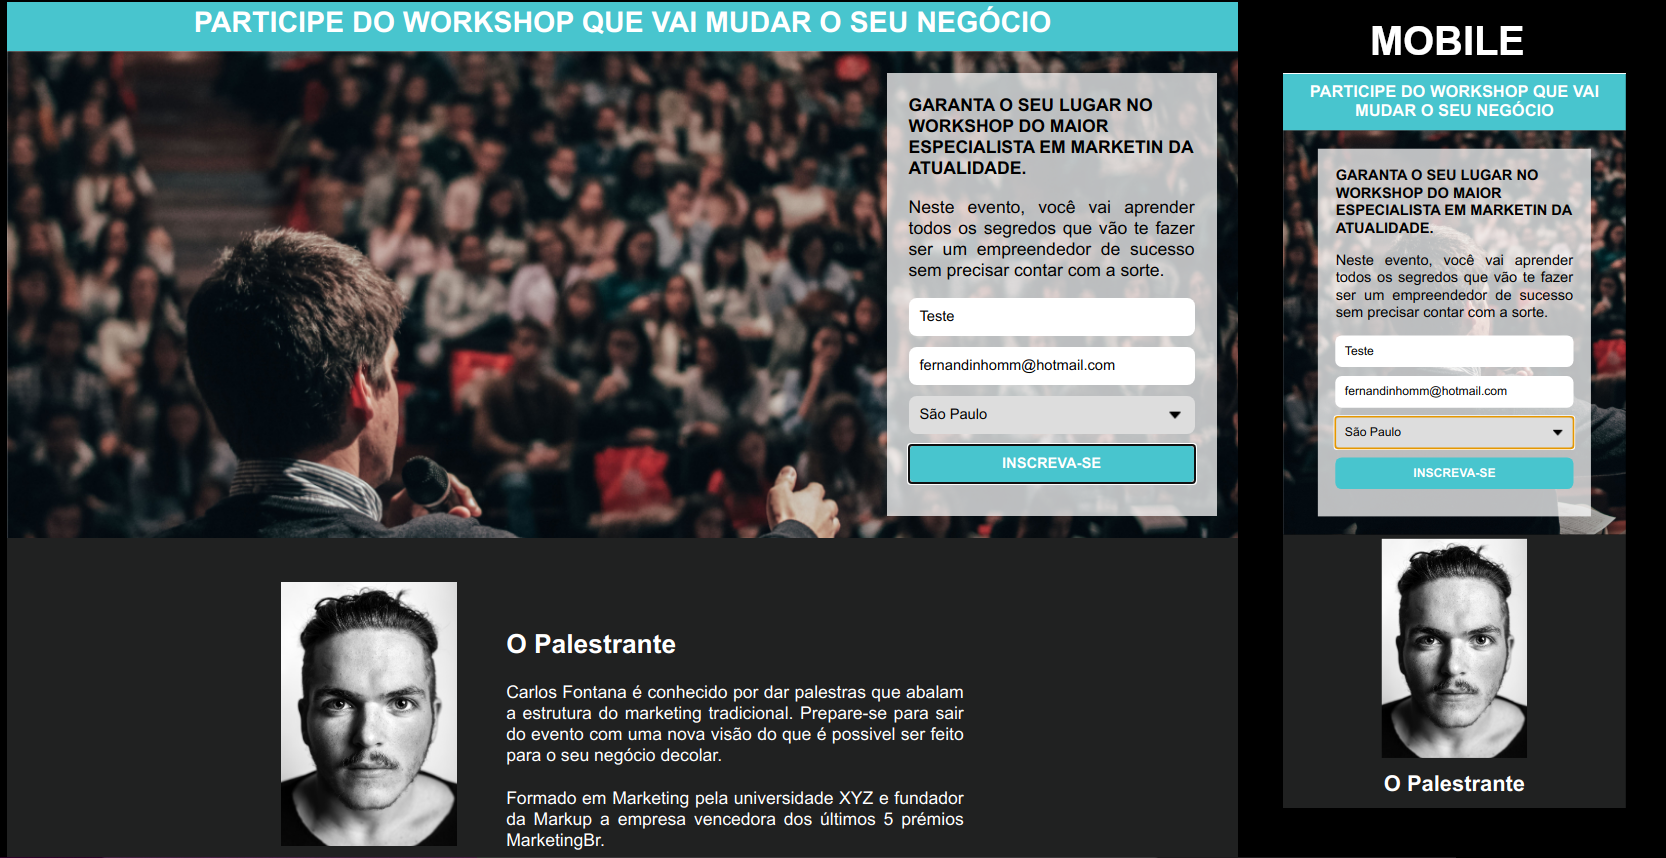 PARTICIPE DO WORKSHOP QUE VAI MUDAR O SEU NEGÓCIO
GARANTA O SEU LUGAR NO
WORKSHOP DO MAIOR
ESPECIALISTA EM MARKETIN DA
ATUALIDADE.
Neste evento, você vai aprender
todos os segredos que vão te fazer
ser um empreendedor de sucesso
sem precisar contar com a sorte.
Teste
fernandinhomm@hotmail.com
São Paulo
INSCREVA-SE
O Palestrante
Carlos Fontana é conhecido por dar palestras que abalam
a estrutura do marketing tradicional. Prepare-se para sair
do evento com uma nova visão do que é possivel ser feito
para o seu negócio decolar.
Formado em Marketing pela universidade XYZ e fundador
da Markup a empresa vencedora dos últimos 5 prémios
MarketingBr.
MOBILE
PARTICIPE DO WORKSHOP QUE VAI
MUDAR O SEU NEGÓCIO
GARANTA O SEU LUGAR NO
WORKSHOP DO MAIOR
ESPECIALISTA EM MARKETIN DA
ATUALIDADE.
Neste evento, você vai aprender
todos os segredos que vão te fazer
ser um empreendedor de sucesso
sem precisar contar com a sorte.
Teste
fernandinhomm@hotmail.com
São Paulo
INSCREVA-SE
O Palestrante